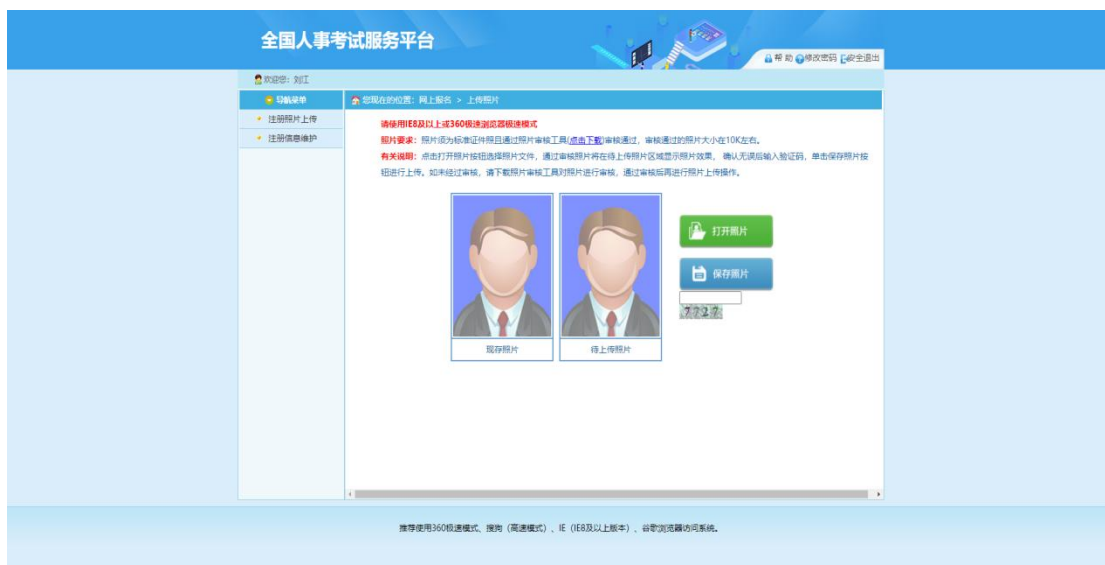 全国人事考试服务平台
帮 助 修改密码 安全退出
欢迎您：刘江
导航菜单
您现在的位置：网上报名 > 上传照片
注册照片上传
注册信息维护
请使用IE8及以上或360极速浏览器极速模式
照片要求：照片须为标准证件照且通过照片审核工具(点击下载)审核通过，审核通过的照片大小在10K左右。
有关说明：点击打开照片按钮选择照片文件，通过审核照片将在待上传照片区域显示照片效果， 确认无误后输入验证码，单击保存照片按
钮进行上传。如未经过审核，请下载照片审核工具对照片进行审核，通过审核后再进行照片上传操作。
打开照片
保存照片
7727
现存照片
待上传照片
推荐使用360极速模式、搜狗（高速模式）、IE（IE8及以上版本）、谷歌浏览器访问系统。